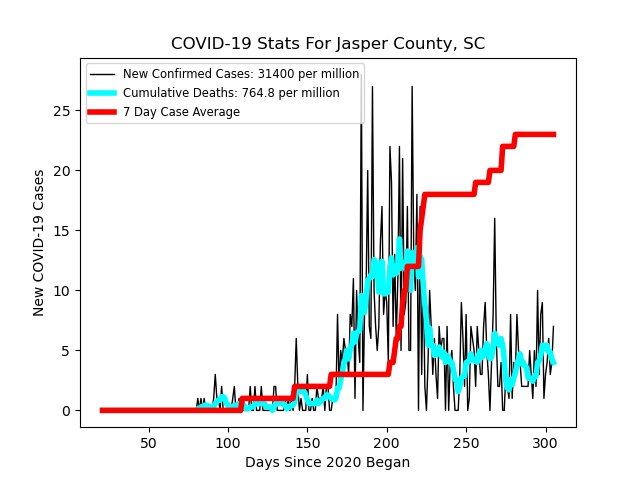 COVID-19 Stats For Jasper County, SC
New Confirmed Cases: 31400 per million
Cumulative Deaths: 764.8 per million
7 Day Case Average
New COVID-19 Cases
25
20
15
10
5
0
50 100 150 200 250 300
Days Since 2020 Began